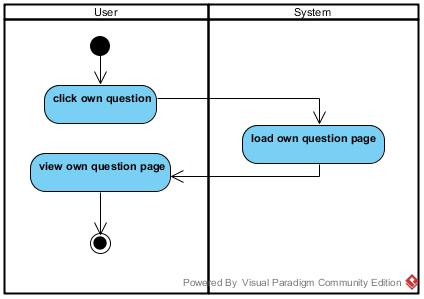 User
System
click own question
load own question page
view own question page
Powered By Visual Paradigm Community Edition